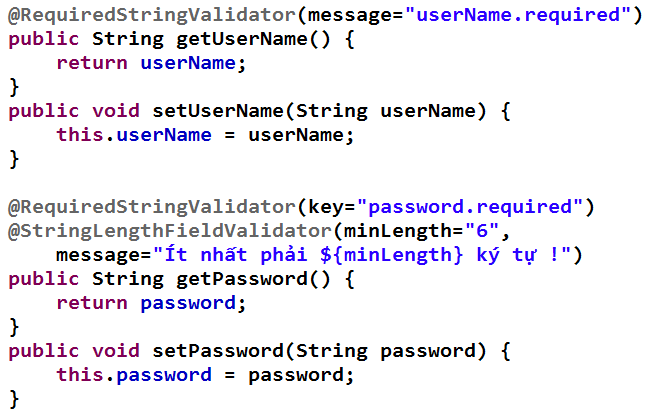 @RequiredStringValidator(message="userName.required")
public String getUserName() {
    return userName;
}
public void setUserName(String userName) {
    this.userName = userName;
}

@RequiredStringValidator(key="password.required")
@StringLengthFieldValidator(minLength="6",
    message="Ít nhất phải ${minLength} ký tự !")
public String getPassword() {
    return password;
}
public void setPassword(String password) {
    this.password = password;
}